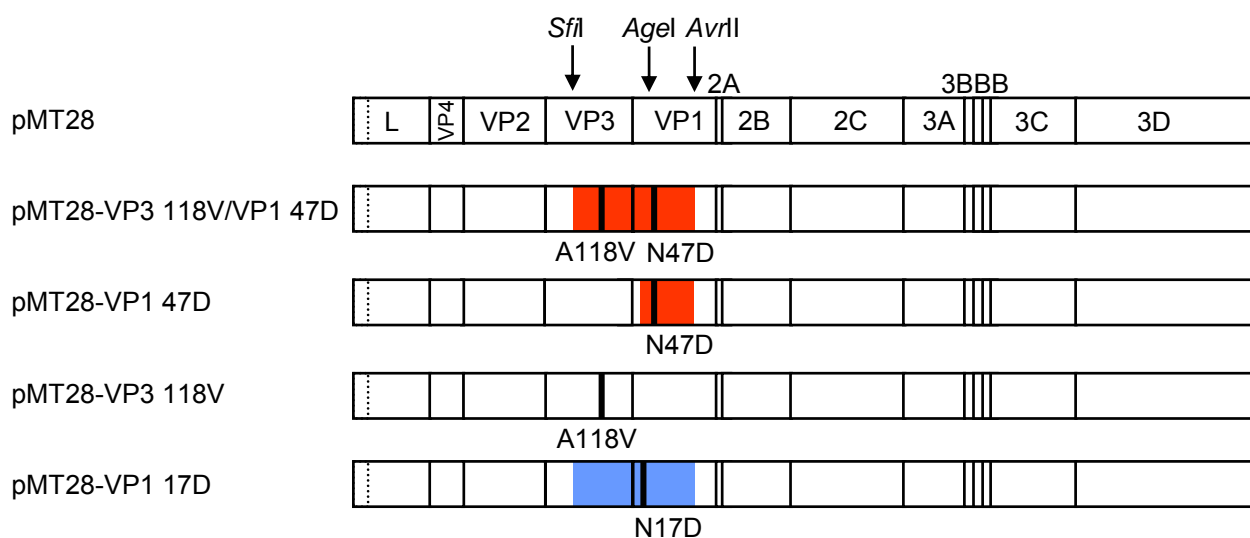 SfiI AgeI AvrII
2A 3BBB
pMT28 L VP4 VP2 VP3 VP1 2B 2C 3A 3C 3D
pMT28-VP3 118V/VP1 47D
A118V N47D
pMT28-VP1 47D
N47D
pMT28-VP3 118V
A118V
pMT28-VP1 17D
N17D